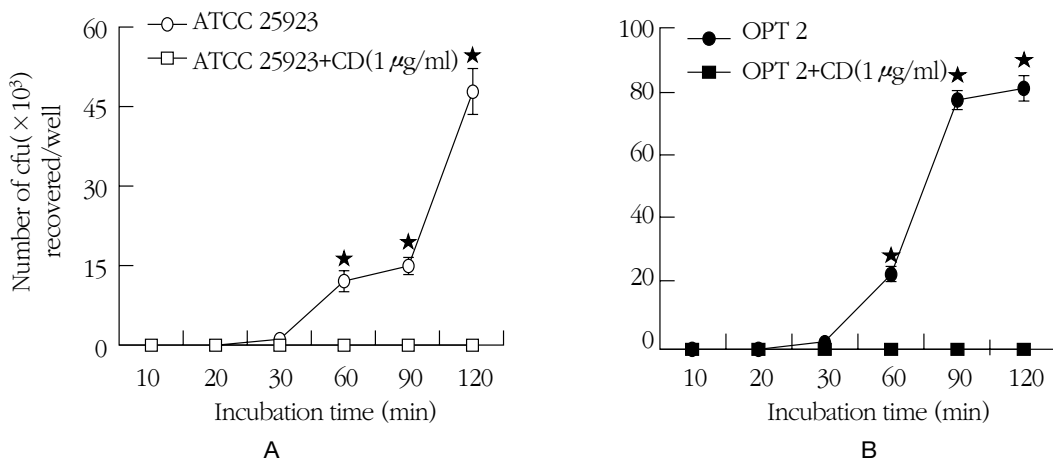 Number of cfu(×10³)
recovered/well
60
45
30
15
0
ATCC 25923
ATCC 25923+CD(1 μg/ml)
★
★
★
10 20 30 60 90 120
Incubation time (min)
A
100
80
60
40
20
0
OPT 2
OPT 2+CD(1 μg/ml)
★
★
★
10 20 30 60 90 120
Incubation time (min)
B